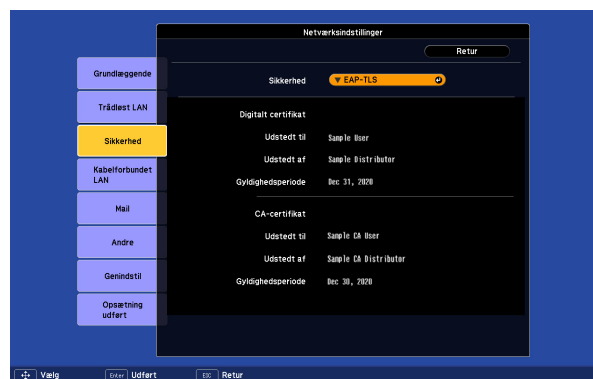 Netværksindstillinger
Retur
Grundlæggende
Trådløst LAN
Sikkerhed
Kabelforbundet
LAN
Mail
Andre
Genindstil
Opsætning
udført
Sikkerhed EAP-TLS
Digitalt certifikat
Udstedt til Sample User
Udstedt af Sample Distributor
Gyldighedsperiode Dec 31, 2020
CA-certifikat
Udstedt til Sample CA User
Udstedt af Sample CA Distributor
Gyldighedsperiode Dec 30, 2020
Vælg Enter Udført ESC Retur